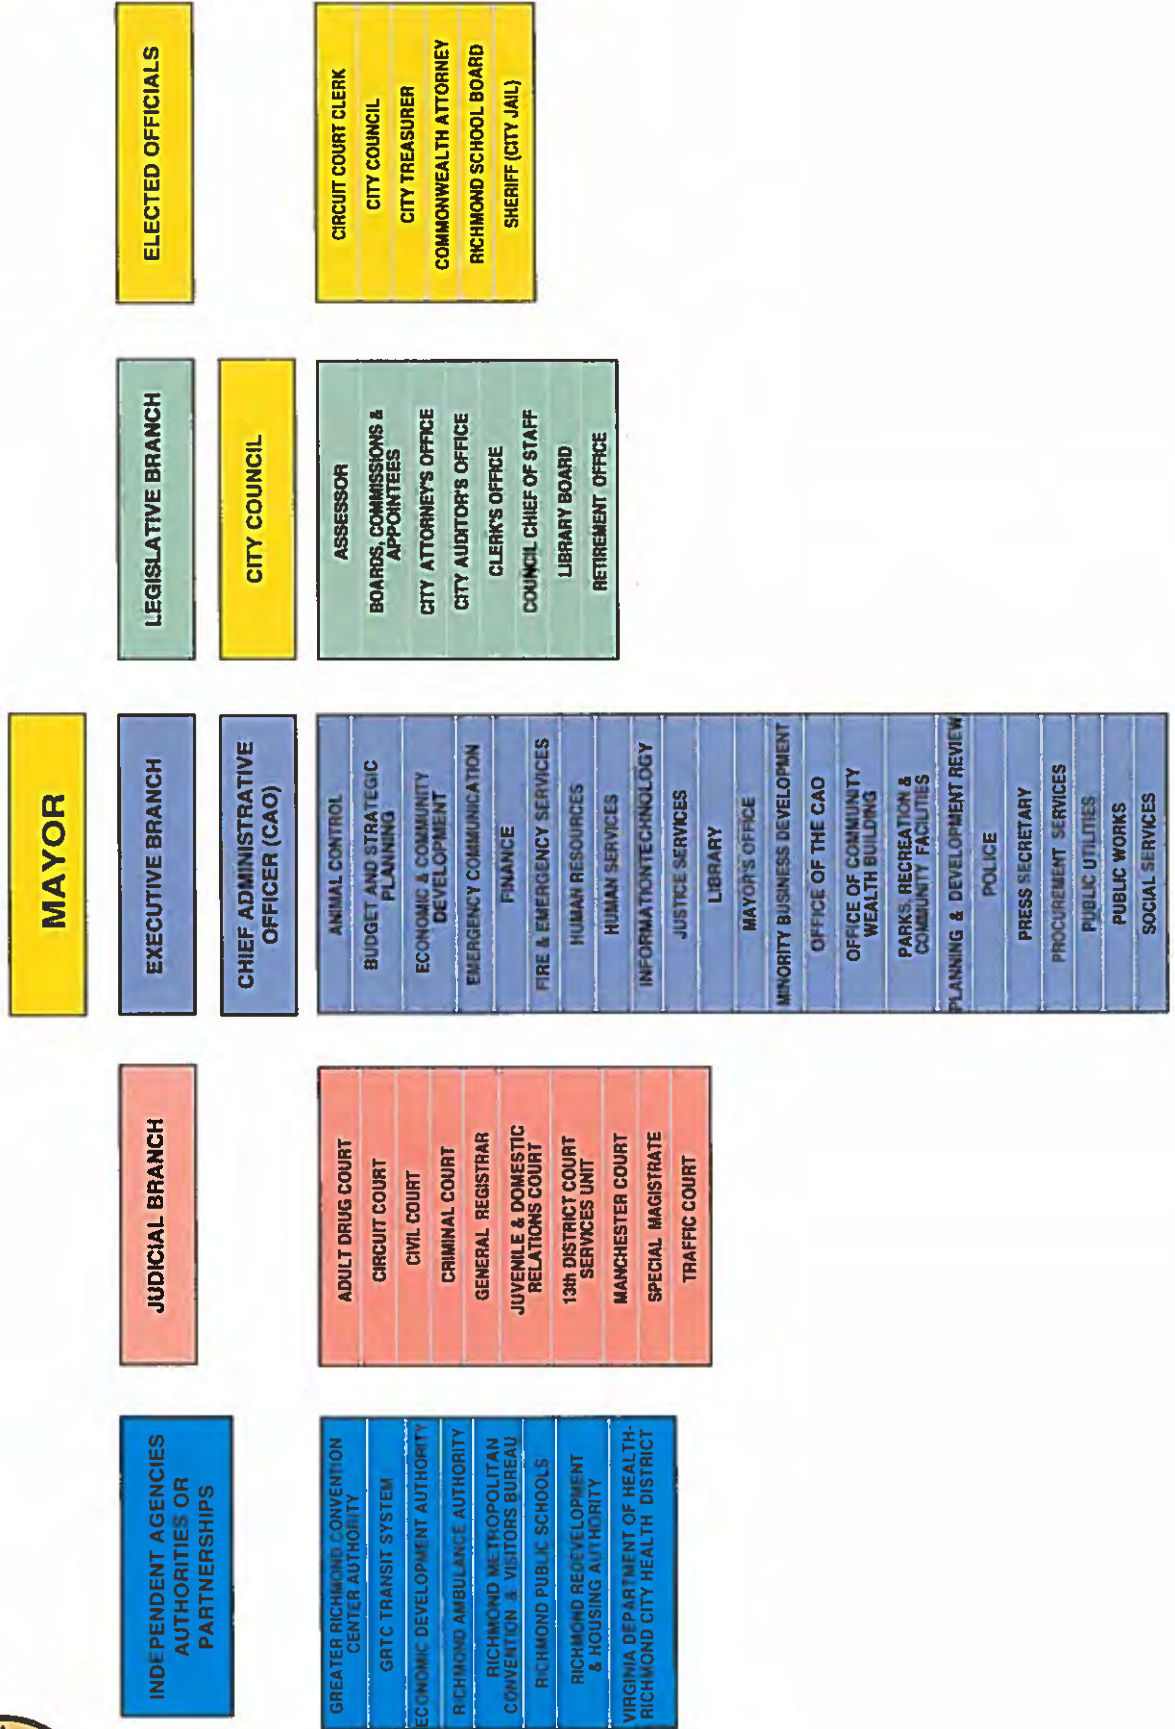 MAYOR
INDEPENDENT AGENCIES
AUTHORITIES OR
PARTNERSHIPS
GREATER RICHMOND CONVENTION
CENTER AUTHORITY
GRTC TRANSIT SYSTEM
ECONOMIC DEVELOPMENT AUTHORITY
RICHMOND AMBULANCE AUTHORITY
RICHMOND METROPOLITAN
CONVENTION & VISITORS BUREAU
RICHMOND PUBLIC SCHOOLS
RICHMOND REDEVELOPMENT
& HOUSING AUTHORITY
VIRGINIA DEPARTMENT OF HEALTH-
RICHMOND CITY HEALTH DISTRICT
JUDICIAL BRANCH
ADULT DRUG COURT
CIRCUIT COURT
CIVIL COURT
CRIMINAL COURT
GENERAL REGISTRAR
JUVENILE & DOMESTIC
RELATIONS COURT
13th DISTRICT COURT
SERVICES UNIT
MANCHESTER COURT
SPECIAL MAGISTRATE
TRAFFIC COURT
EXECUTIVE BRANCH
CHIEF ADMINISTRATIVE
OFFICER (CAO)
ANIMAL CONTROL
BUDGET AND STRATEGIC
PLANNING
ECONOMIC & COMMUNITY
DEVELOPMENT
EMERGENCY COMMUNICATION
FINANCE
FIRE & EMERGENCY SERVICES
HUMAN RESOURCES
HUMAN SERVICES
INFORMATION TECHNOLOGY
JUSTICE SERVICES
LIBRARY
MAYOR'S OFFICE
MINORITY BUSINESS DEVELOPMENT
OFFICE OF THE CAO
OFFICE OF COMMUNITY
WEALTH BUILDING
PARKS, RECREATION &
COMMUNITY FACILITIES
PLANNING & DEVELOPMENT REVIEW
POLICE
PRESS SECRETARY
PROCUREMENT SERVICES
PUBLIC UTILITIES
PUBLIC WORKS
SOCIAL SERVICES
LEGISLATIVE BRANCH
CITY COUNCIL
ASSESSOR
BOARDS, COMMISSIONS &
APPOINTEES
CITY ATTORNEY'S OFFICE
CITY AUDITOR'S OFFICE
CLERK'S OFFICE
COUNCIL CHIEF OF STAFF
LIBRARY BOARD
RETIREMENT OFFICE
ELECTED OFFICIALS
CIRCUIT COURT CLERK
CITY COUNCIL
CITY TREASURER
COMMONWEALTH ATTORNEY
RICHMOND SCHOOL BOARD
SHERIFF (CITY JAIL)